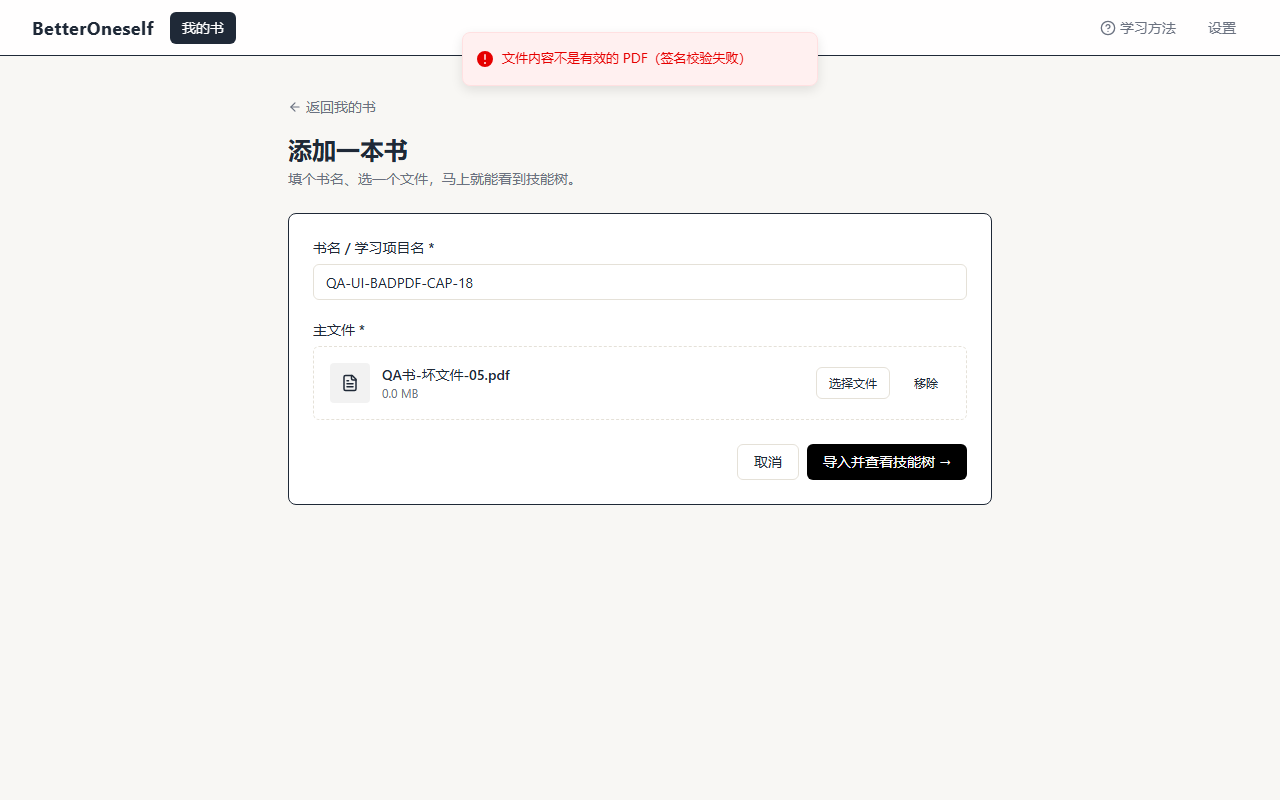 BetterOneself 我的书 学习方法 设置
文件内容不是有效的 PDF（签名校验失败）
← 返回我的书
添加一本书
填个书名、选一个文件，马上就能看到技能树。
书名 / 学习项目名 *
QA-UI-BADPDF-CAP-18
主文件 *
QA书-坏文件-05.pdf
0.0 MB
选择文件 移除
取消 导入并查看技能树 →